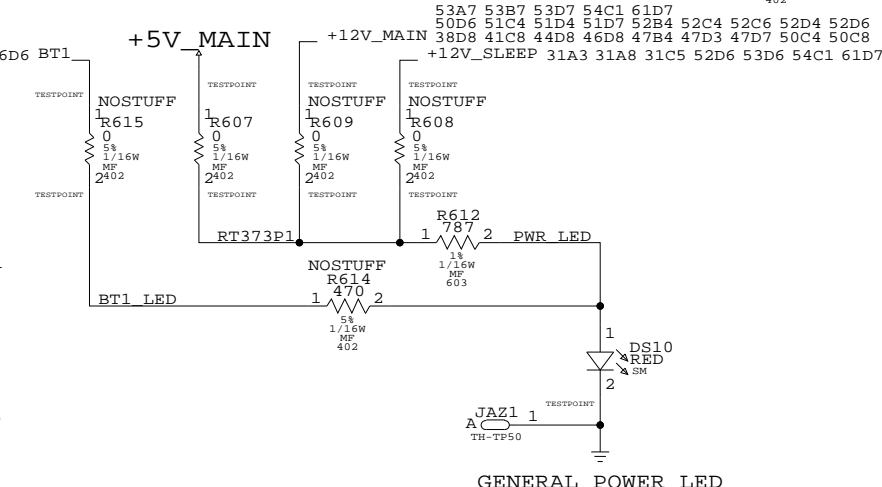 402
53A7 53B7 53D7 54C1 61D7
50D6 51C4 51D4 51D7 52B4 52C4 52C6 52D4 52D6
+5V_MAIN
+12V_MAIN 38D8 41C8 44D8 46D8 47B4 47D3 47D7 50C4 50C8
6D6 BT1
+12V_SLEEP 31A3 31A8 31C5 52D6 53D6 54C1 61D7
TESTPOINT
TESTPOINT
TESTPOINT
TESTPOINT
NOSTUFF
NOSTUFF
NOSTUFF
1
R615
0
5%
1/16W
MF
402
2
1
R607
0
5%
1/16W
MF
402
2
1
R609
0
5%
1/16W
MF
402
2
1
R608
0
5%
1/16W
MF
402
2
TESTPOINT
TESTPOINT
TESTPOINT
TESTPOINT
RT373P1
R612
1 787 2
PWR_LED
1%
1/16W
MF
603
NOSTUFF
R614
BT1_LED
1 470 2
5%
1/16W
MF
402
1
DS10
RED
SM
2
TESTPOINT
JAZ1
A 1
TH-TP50
GENERAL POWER LED